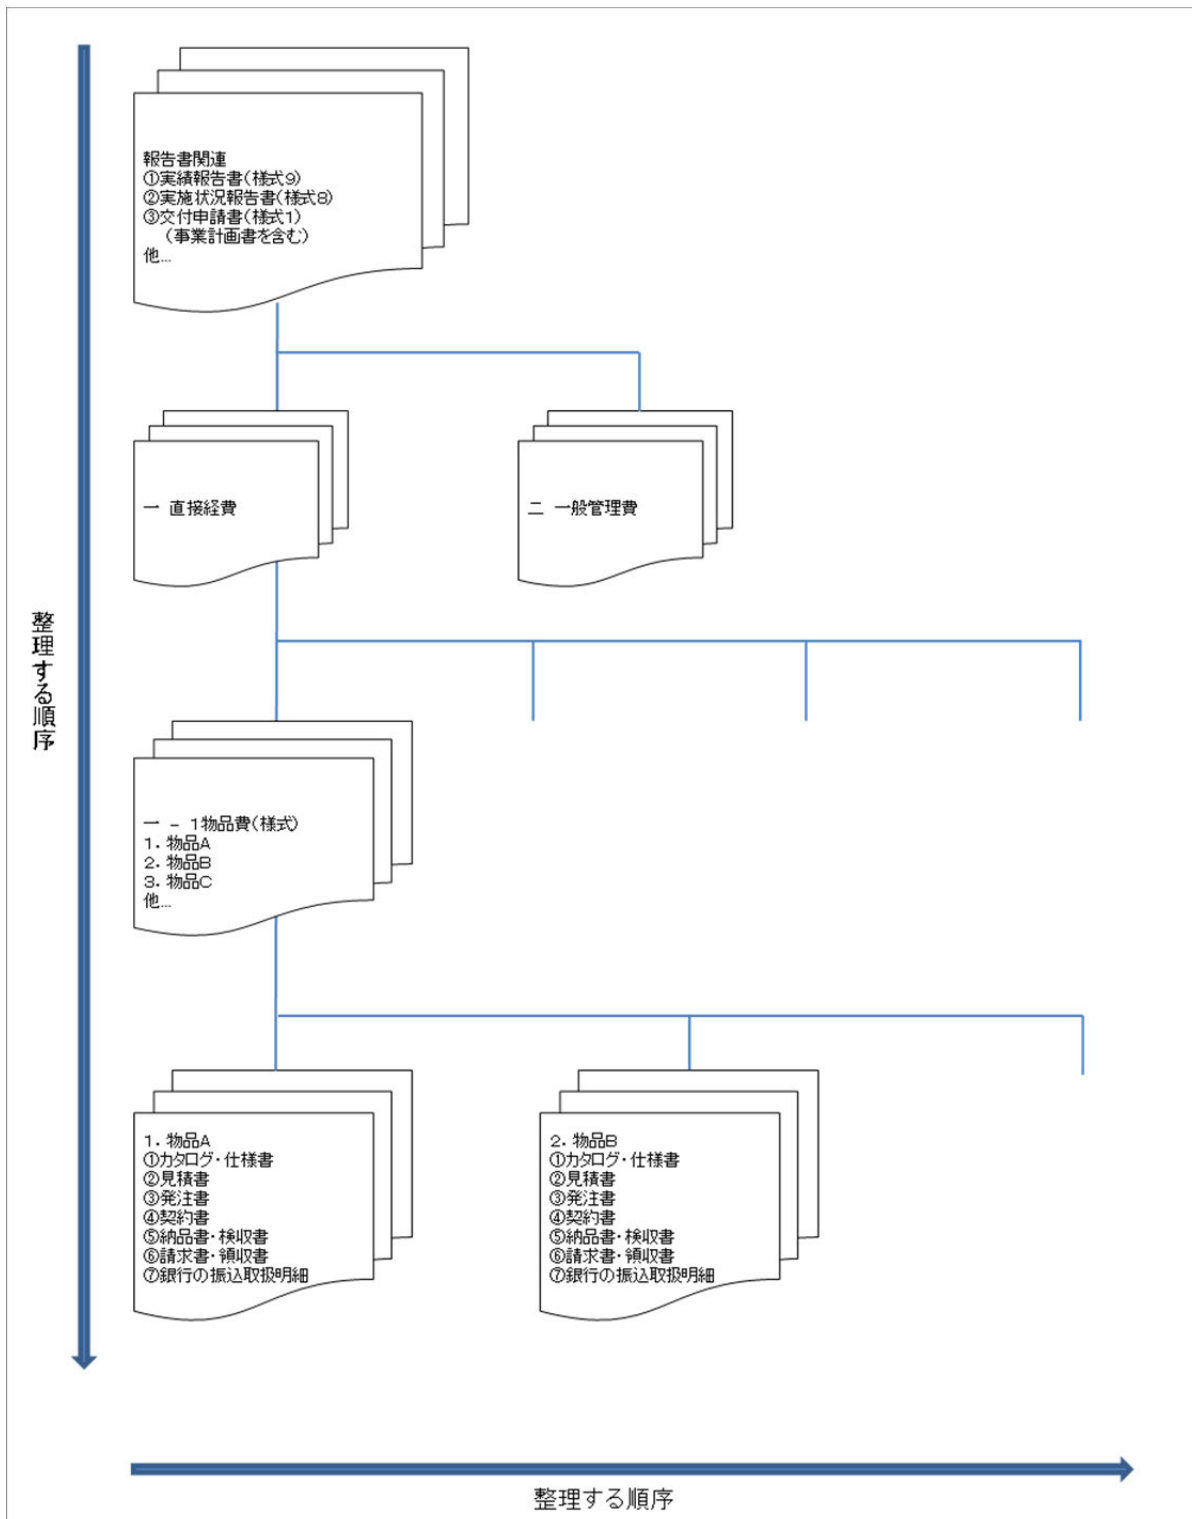 報告書関連
①実績報告書(様式9)
②実施状況報告書(様式8)
③交付申請書(様式1)
(事業計画書を含む)
他…
一 直接経費
二 一般管理費
整理する順序
一 － 1物品費(様式)
1．物品A
2．物品B
3．物品C
他…
1．物品A
①カタログ・仕様書
②見積書
③発注書
④契約書
⑤納品書・検収書
⑥請求書・領収書
⑦銀行の振込取扱明細
2．物品B
①カタログ・仕様書
②見積書
③発注書
④契約書
⑤納品書・検収書
⑥請求書・領収書
⑦銀行の振込取扱明細
整理する順序